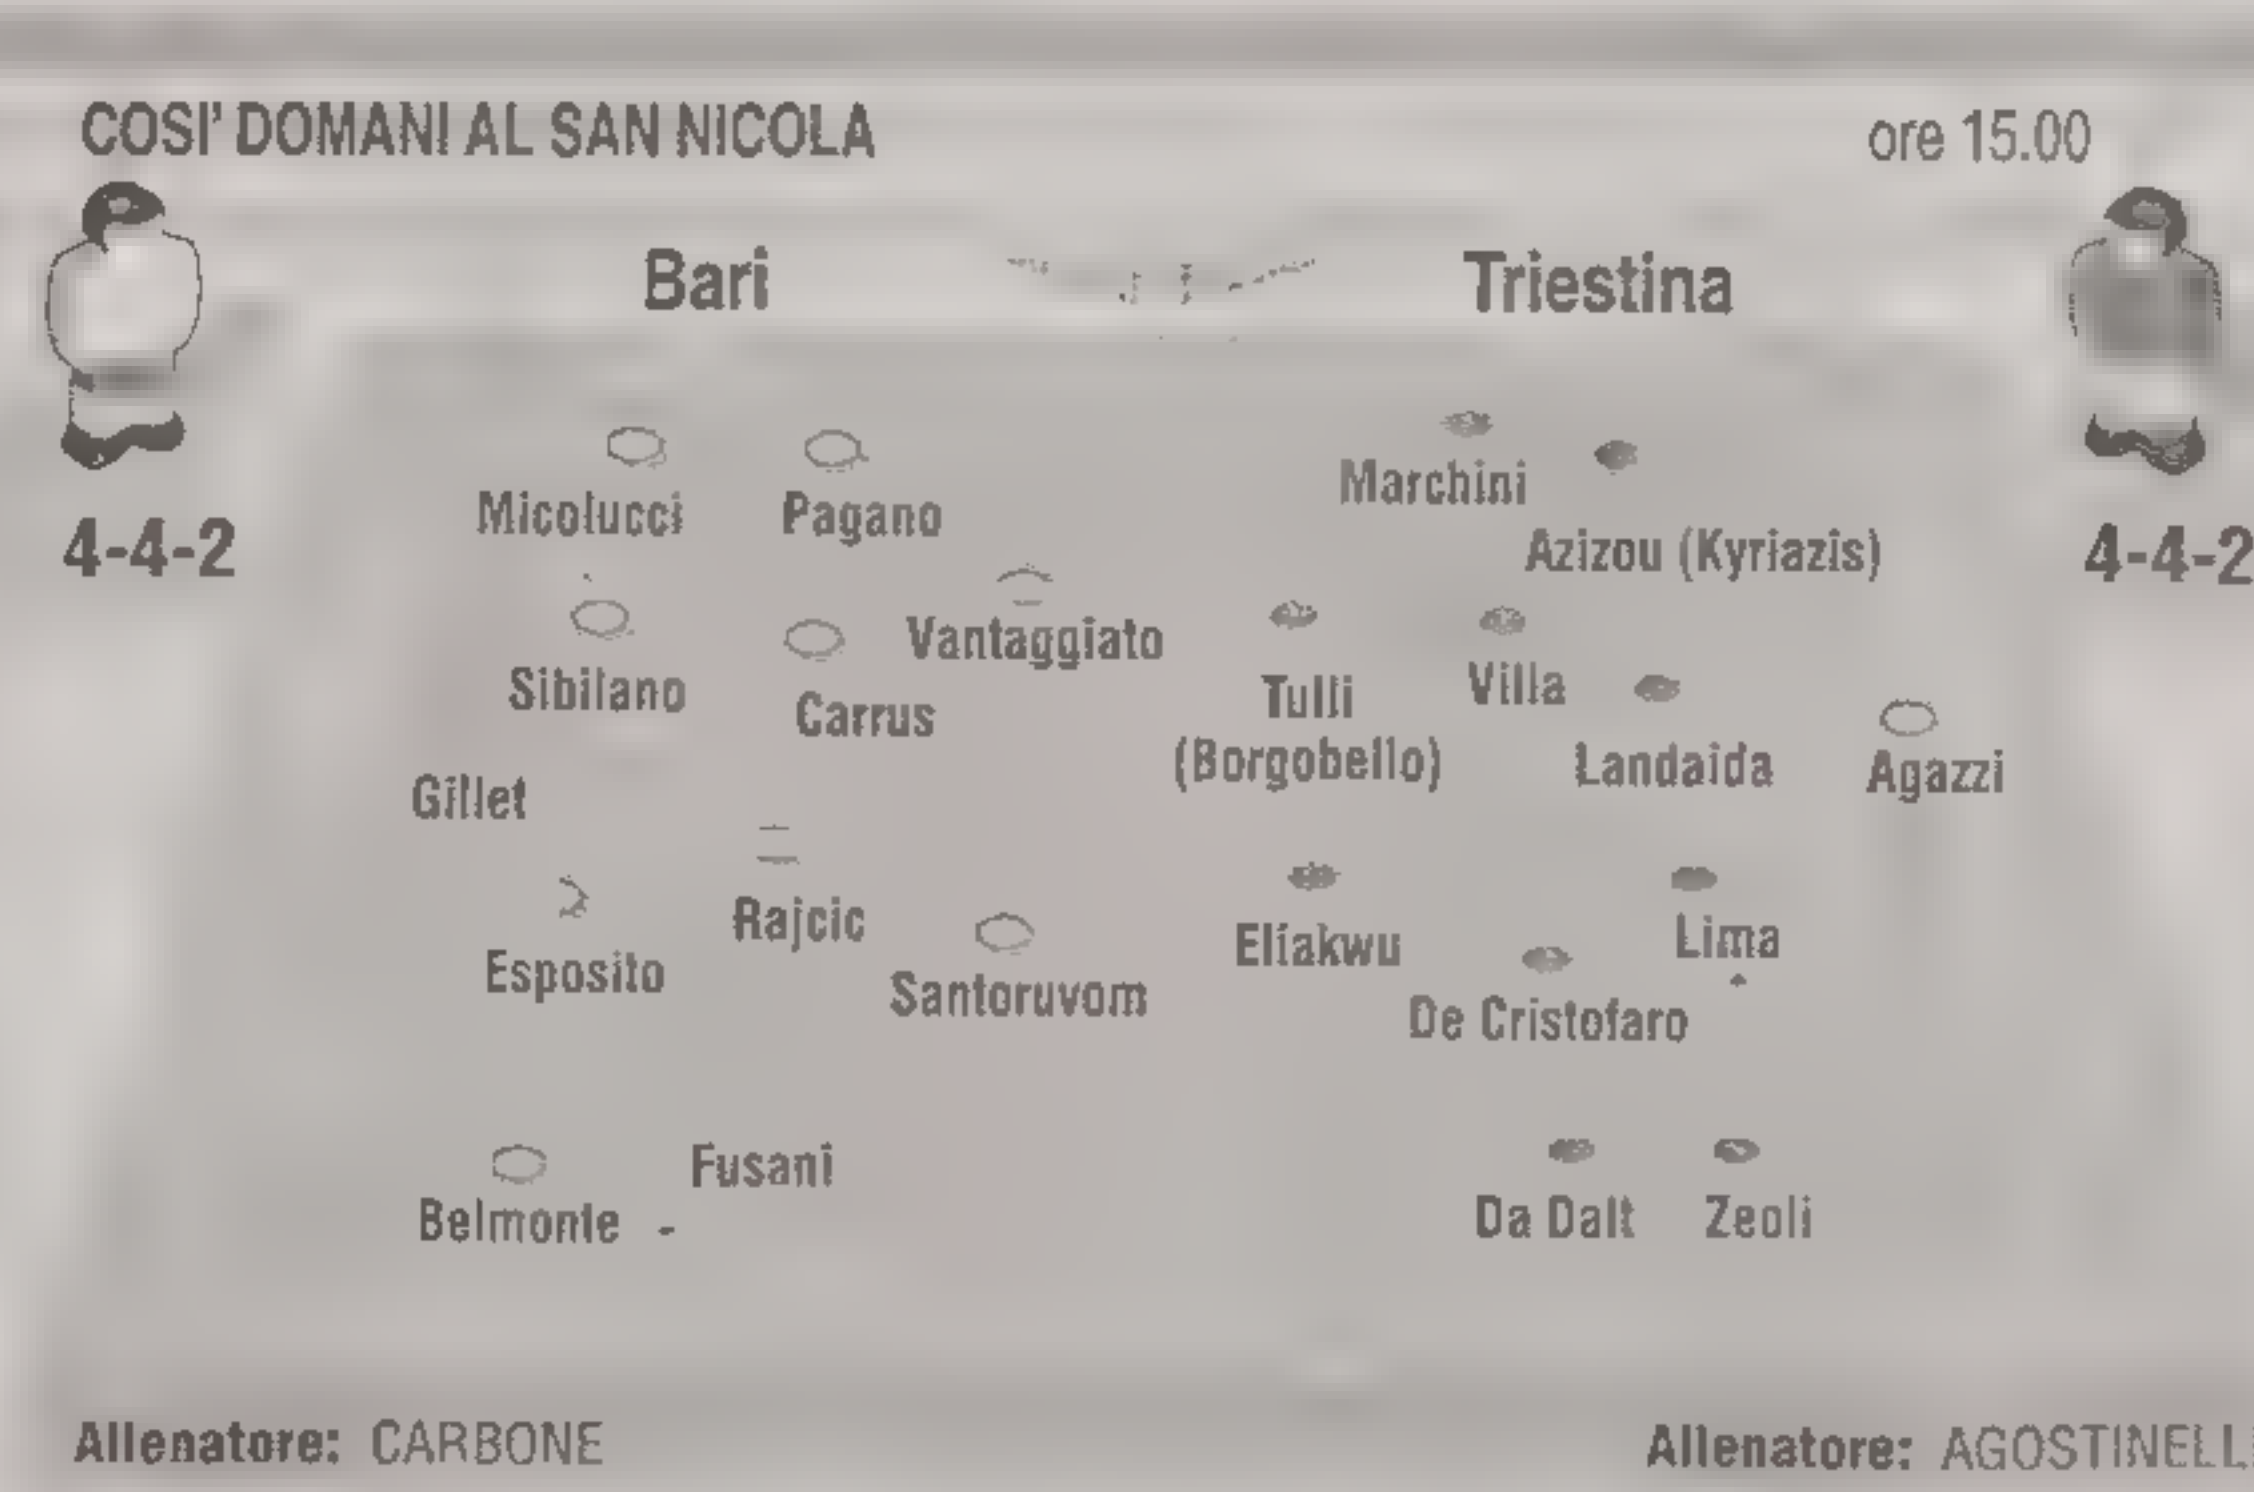 COSI' DOMANI AL SAN NICOLA
ore 15.00
Bari
Triestina
4-4-2
4-4-2
Micolucci
Pagano
Marchini
Azizou (Kyriazis)
Vantaggiato
Sibilano
Carrus
Tulli
(Borgobello)
Villa
Landaida
Agazzi
Gillet
Rajcic
Esposito
Santoruvom
Eliakwu
Lima
De Cristofaro
Belmonte
Fusani
Da Dalt
Zeoli
Allenatore: CARBONE
Allenatore: AGOSTINELLI